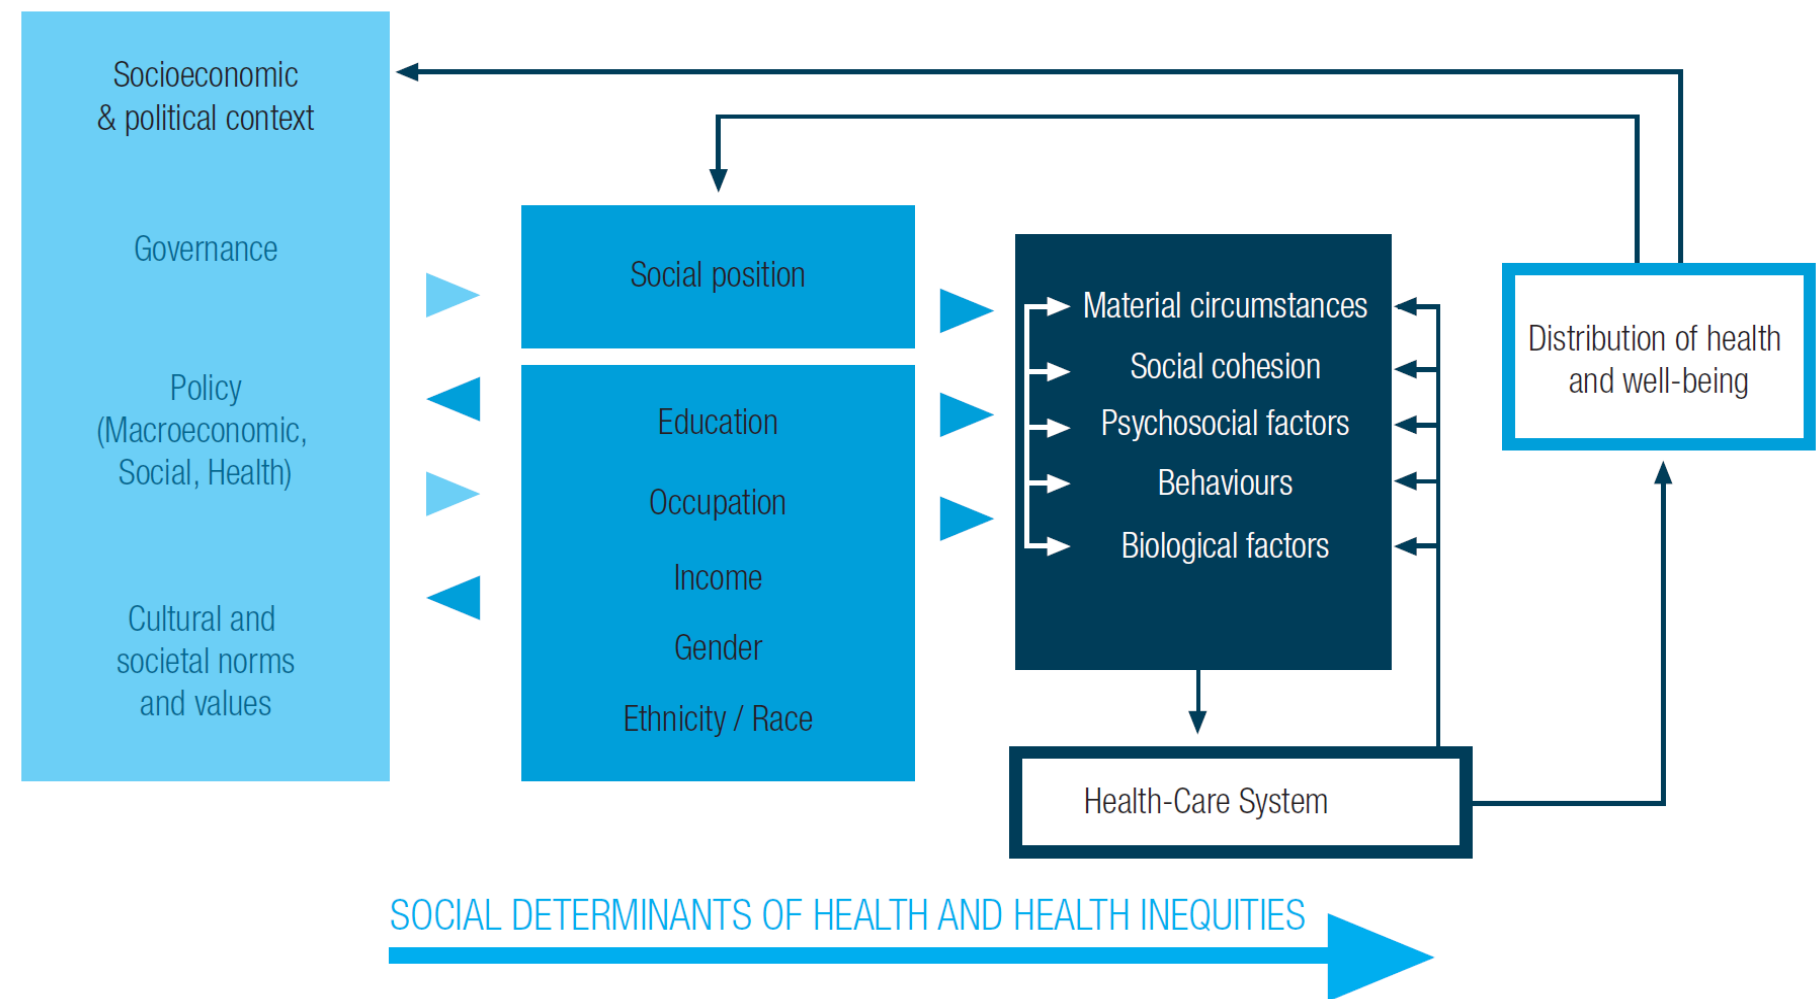 Socioeconomic
& political context
Governance
Policy
(Macroeconomic,
Social, Health)
Cultural and
societal norms
and values
Social position
Education
Occupation
Income
Gender
Ethnicity / Race
Material circumstances
Social cohesion
Psychosocial factors
Behaviours
Biological factors
Health-Care System
Distribution of health
and well-being
SOCIAL DETERMINANTS OF HEALTH AND HEALTH INEQUITIES